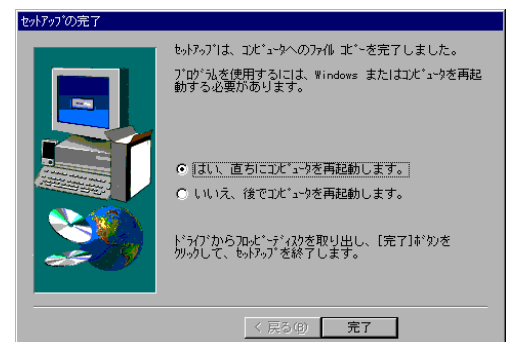 ｾｯﾄｱｯﾌﾟの完了
ｾｯﾄｱｯﾌﾟは、ｺﾝﾋﾟｭｰﾀへのﾌｧｲﾙ ｺﾋﾟｰを完了しました。
ﾌﾟﾛｸﾞﾗﾑを使用するには、Windows またはｺﾝﾋﾟｭｰﾀを再起
動する必要があります。
はい、直ちにｺﾝﾋﾟｭｰﾀを再起動します。
いいえ、後でｺﾝﾋﾟｭｰﾀを再起動します。
ﾄﾞﾗｲﾌﾞからﾌﾛｯﾋﾟｰﾃﾞｨｽｸを取り出し、[完了]ﾎﾞﾀﾝを
ｸﾘｯｸして、ｾｯﾄｱｯﾌﾟを終了します。
< 戻る(B) 完了